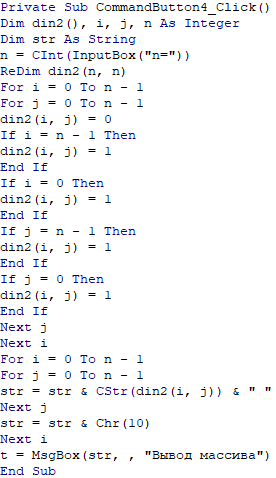 Private Sub CommandButton4_Click()
Dim din2(), i, j, n As Integer
Dim str As String
n = CInt(InputBox("n="))
ReDim din2(n, n)
For i = 0 To n - 1
For j = 0 To n - 1
din2(i, j) = 0
If i = n - 1 Then
din2(i, j) = 1
End If
If i = 0 Then
din2(i, j) = 1
End If
If j = n - 1 Then
din2(i, j) = 1
End If
If j = 0 Then
din2(i, j) = 1
End If
Next j
Next i
For i = 0 To n - 1
For j = 0 To n - 1
str = str & CStr(din2(i, j)) & " "
Next j
str = str & Chr(10)
Next i
t = MsgBox(str, , "Вывод массива")
End Sub